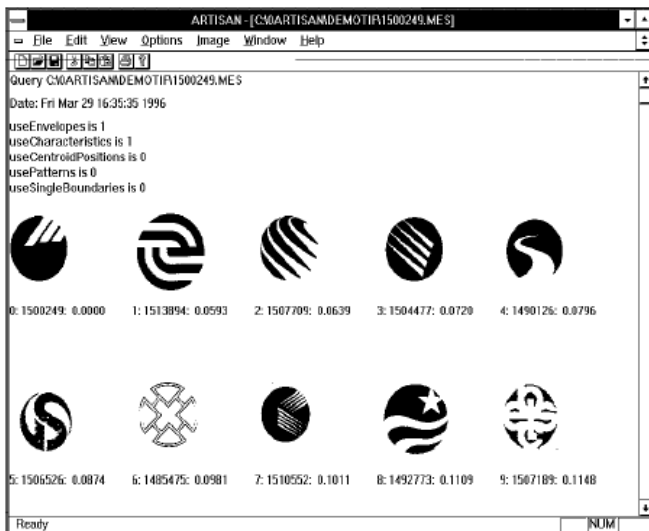 ARTISAN - [C:\0ARTISAN\DEMOTIF\1500249.MES]
File Edit View Options Image Window Help
Query C:\0ARTISAN\DEMOTIF\1500249.MES
Date: Fri Mar 29 16:35:35 1996
useEnvelopes is 1
useCharacteristics is 1
useCentroidPositions is 0
usePatterns is 0
useSingleBoundaries is 0
0: 1500249: 0.0000 1: 1513894: 0.0593 2: 1507709: 0.0639 3: 1504477: 0.0720 4: 1490126: 0.0796
5: 1506526: 0.0874 6: 1485475: 0.0981 7: 1510552: 0.1011 8: 1492773: 0.1109 9: 1507189: 0.1148
Ready NUM